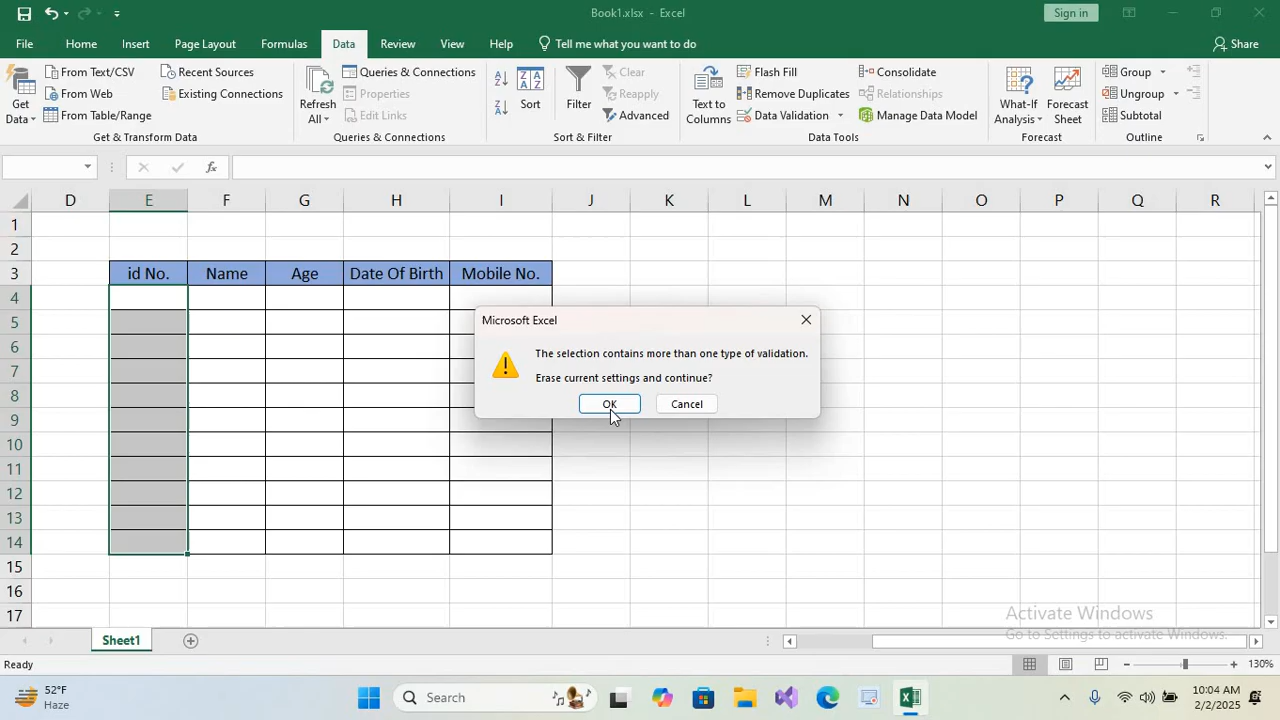 Book1.xlsx - Excel
Sign in
File Home Insert Page Layout Formulas Data Review View Help Tell me what you want to do Share
Get Data
From Text/CSV
From Web
From Table/Range
Recent Sources
Existing Connections
Get & Transform Data
Refresh All
Queries & Connections
Properties
Edit Links
Queries & Connections
Sort
Filter
Clear
Reapply
Advanced
Sort & Filter
Text to Columns
Flash Fill
Remove Duplicates
Data Validation
Consolidate
Relationships
Manage Data Model
Data Tools
What-If Analysis
Forecast Sheet
Forecast
Group
Ungroup
Subtotal
Outline
fx
D E F G H I J K L M N O P Q R
1
2
3 id No. Name Age Date Of Birth Mobile No.
4
5
6
7
8
9
10
11
12
13
14
15
16
17
Microsoft Excel
The selection contains more than one type of validation.
Erase current settings and continue?
OK Cancel
Activate Windows
Go to Settings to activate Windows.
Sheet1
Ready
130%
52°F
Haze
Search
10:04 AM
2/2/2025